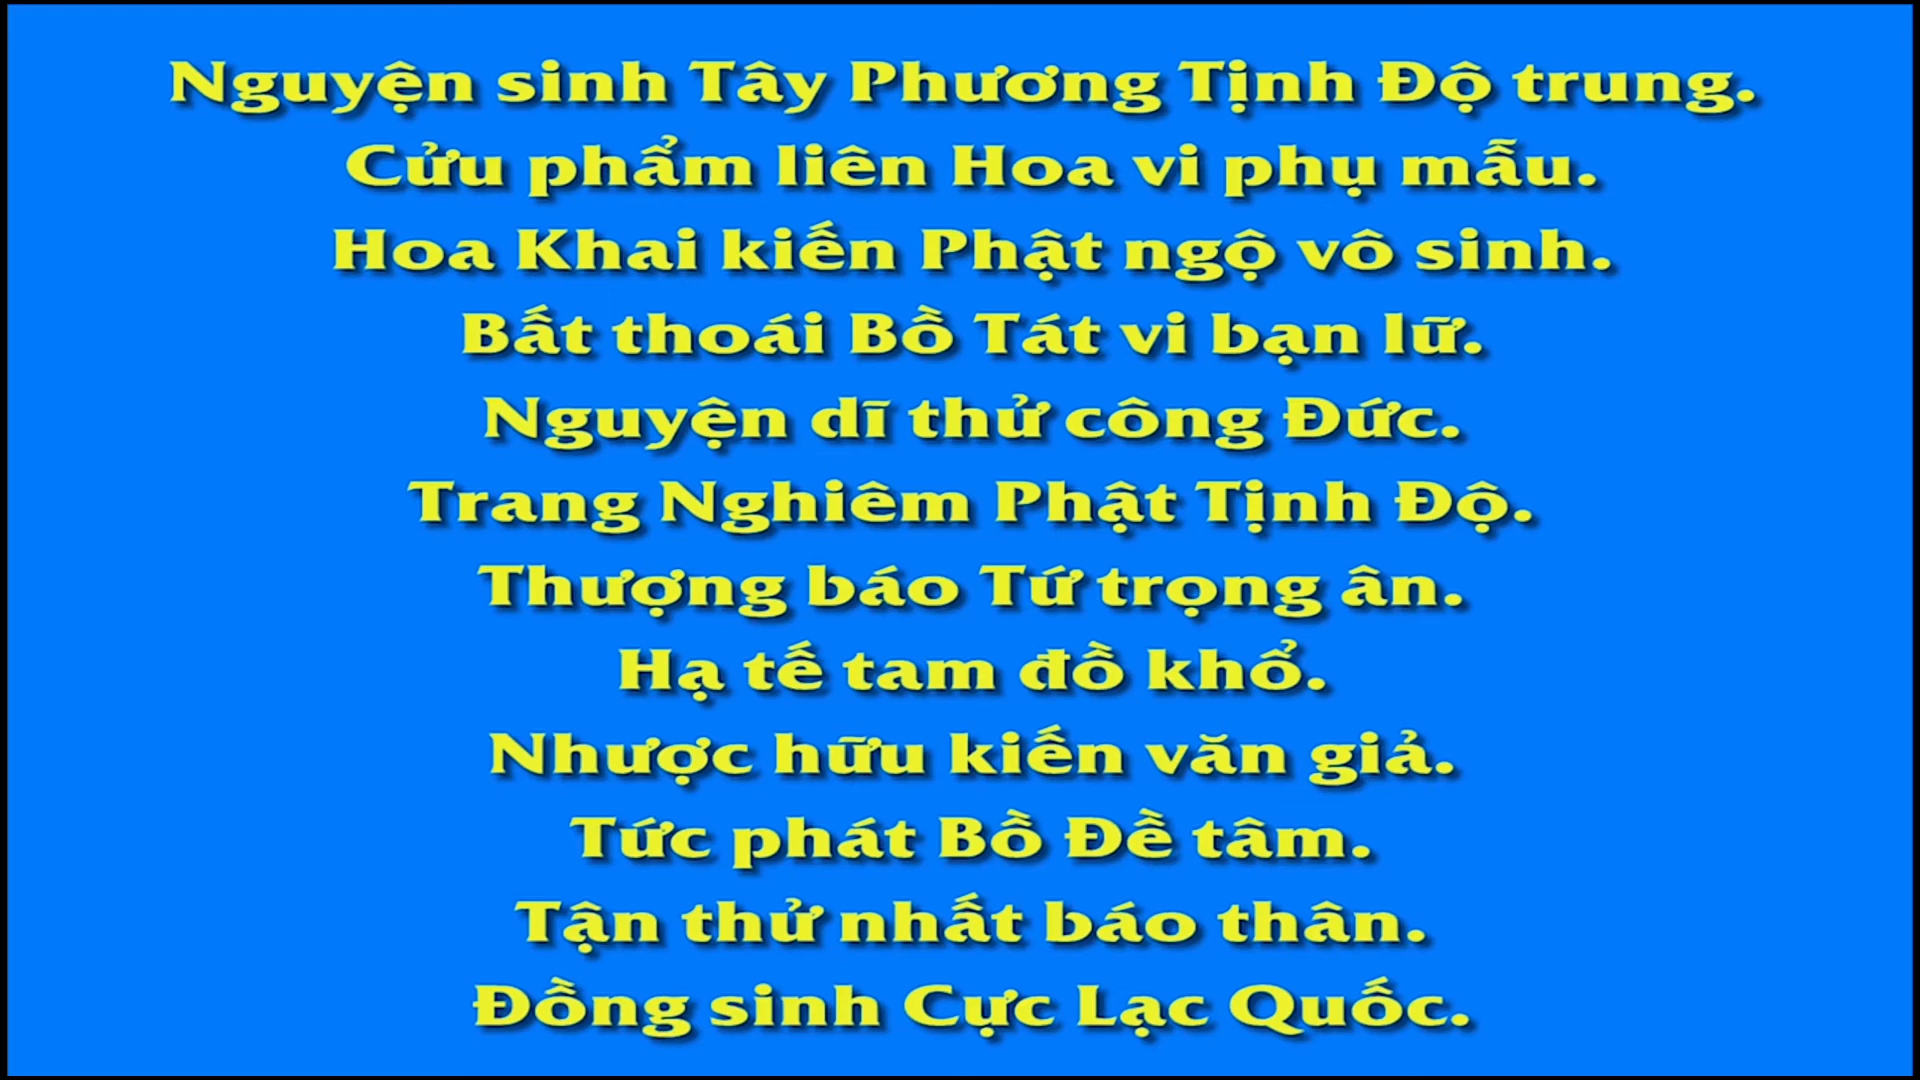 Nguyện sinh Tây Phương Tịnh Độ trung.
Cửu phẩm liên Hoa vi phụ mẫu.
Hoa Khai kiến Phật ngộ vô sinh.
Bất thoái Bồ Tát vi bạn lữ.
Nguyện dĩ thử công Đức.
Trang Nghiêm Phật Tịnh Độ.
Thượng báo Tứ trọng ân.
Hạ tế tam đồ khổ.
Nhược hữu kiến văn giả.
Tức phát Bồ Đề tâm.
Tận thử nhất báo thân.
Đồng sinh Cực Lạc Quốc.